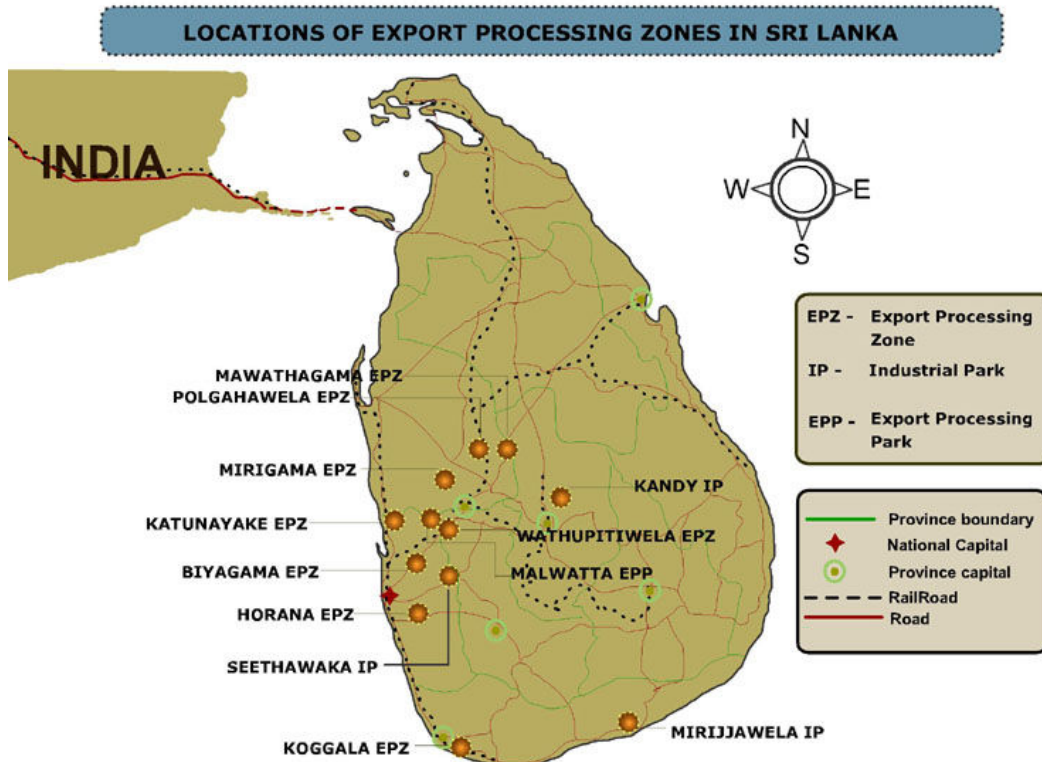 LOCATIONS OF EXPORT PROCESSING ZONES IN SRI LANKA
INDIA
N
W
E
S
EPZ - Export Processing
Zone
IP - Industrial Park
EPP - Export Processing
Park
MAWATHAGAMA EPZ
POLGAHAWELA EPZ
MIRIGAMA EPZ
KANDY IP
KATUNAYAKE EPZ
WATHUPITIWELA EPZ
BIYAGAMA EPZ
MALWATTA EPP
HORANA EPZ
SEETHAWAKA IP
KOGGALA EPZ
MIRIJJAWELA IP
Province boundary
National Capital
Province capital
RailRoad
Road